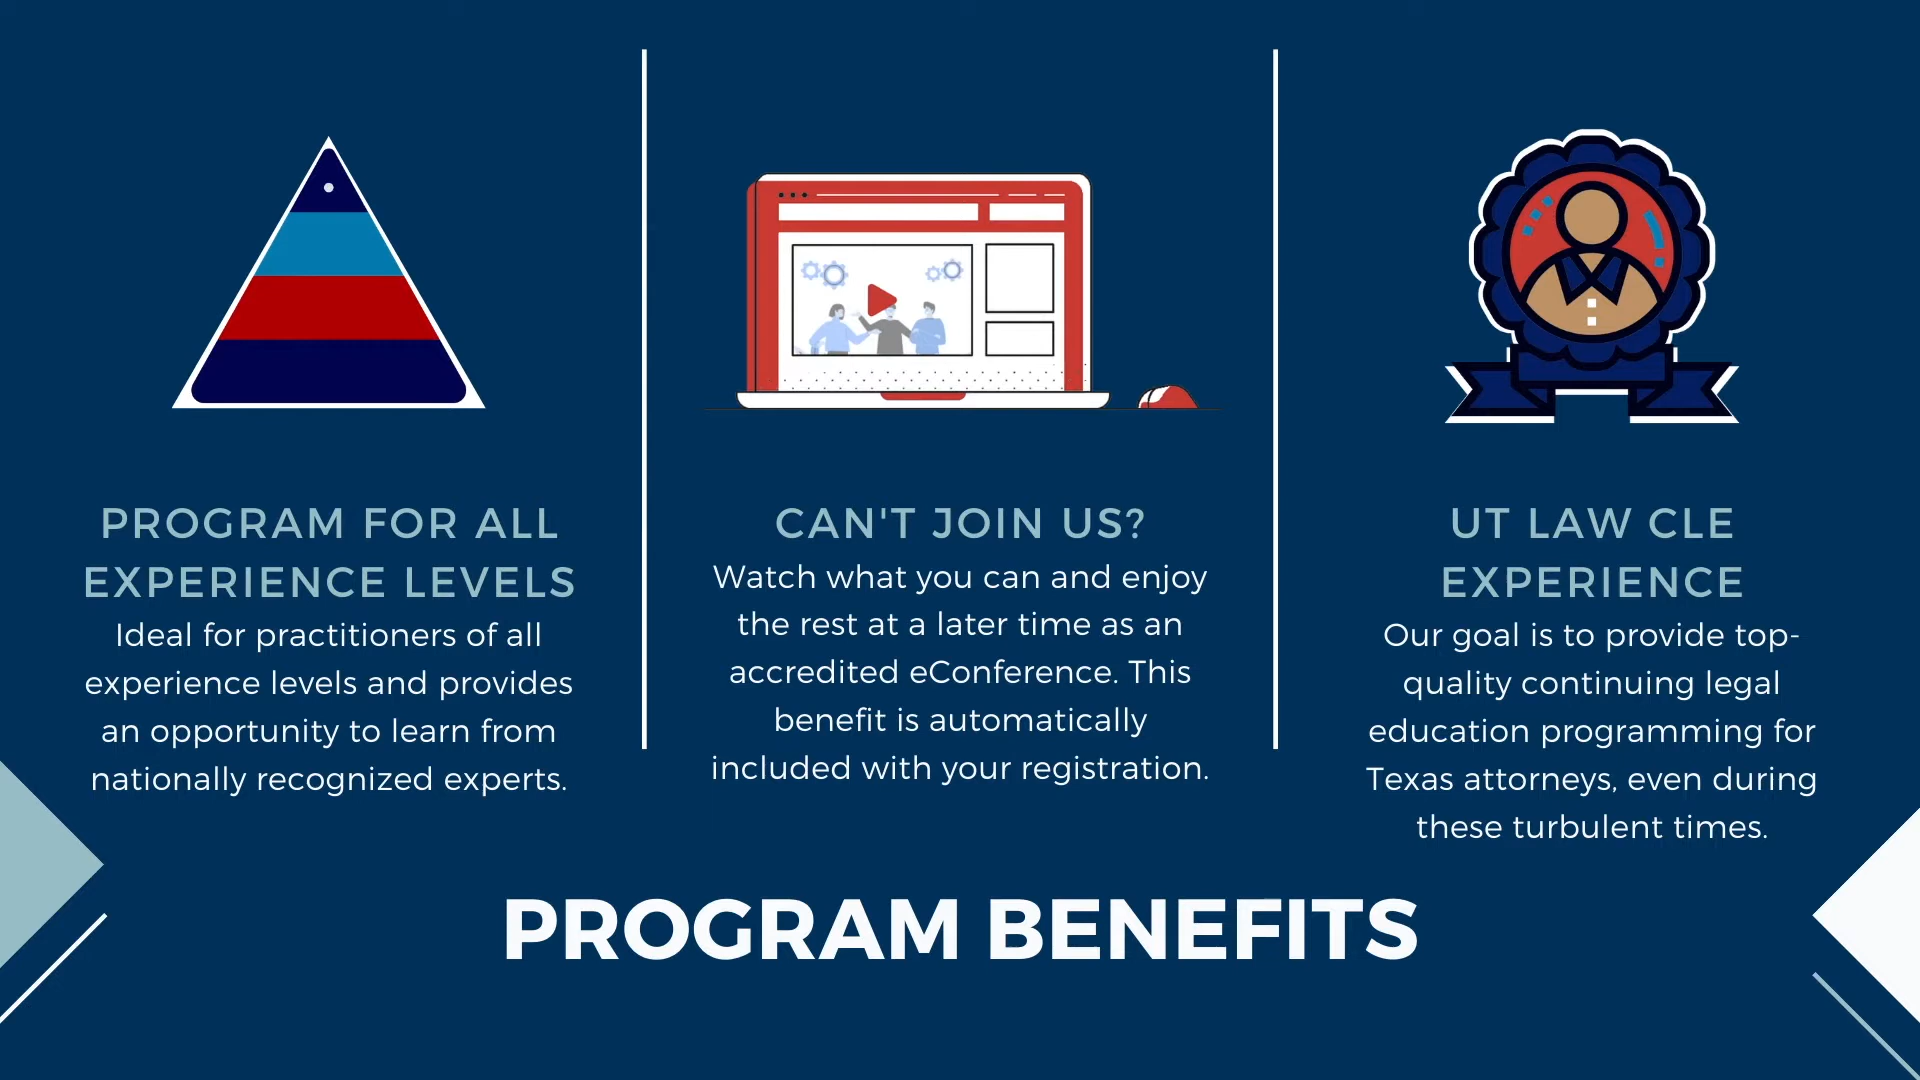 PROGRAM FOR ALL
EXPERIENCE LEVELS
Ideal for practitioners of all
experience levels and provides
an opportunity to learn from
nationally recognized experts.
CAN'T JOIN US?
Watch what you can and enjoy
the rest at a later time as an
accredited eConference. This
benefit is automatically
included with your registration.
UT LAW CLE
EXPERIENCE
Our goal is to provide top-
quality continuing legal
education programming for
Texas attorneys, even during
these turbulent times.
PROGRAM BENEFITS